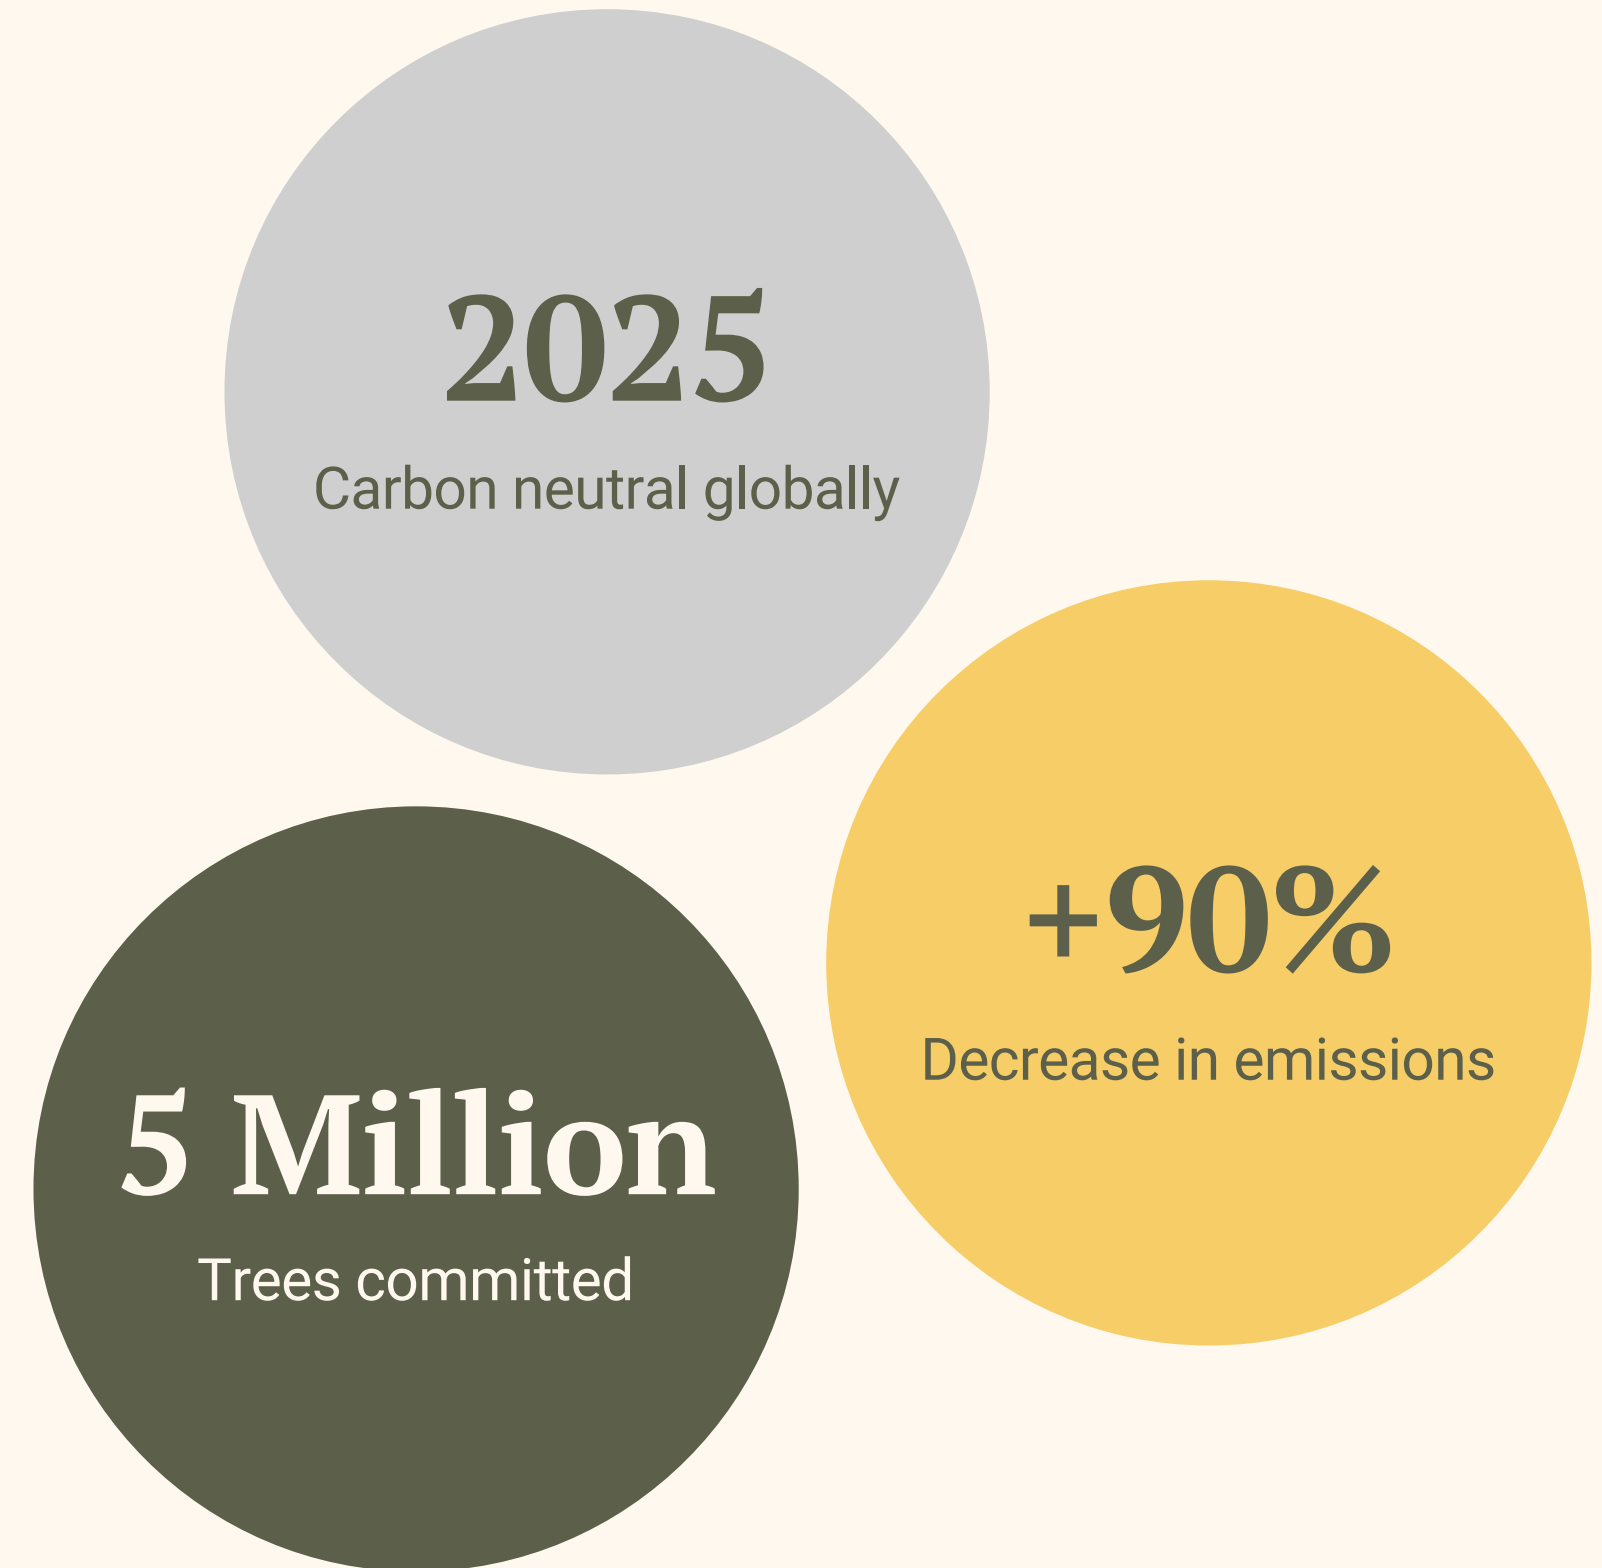 2025
Carbon neutral globally
+90%
Decrease in emissions
5 Million
Trees committed